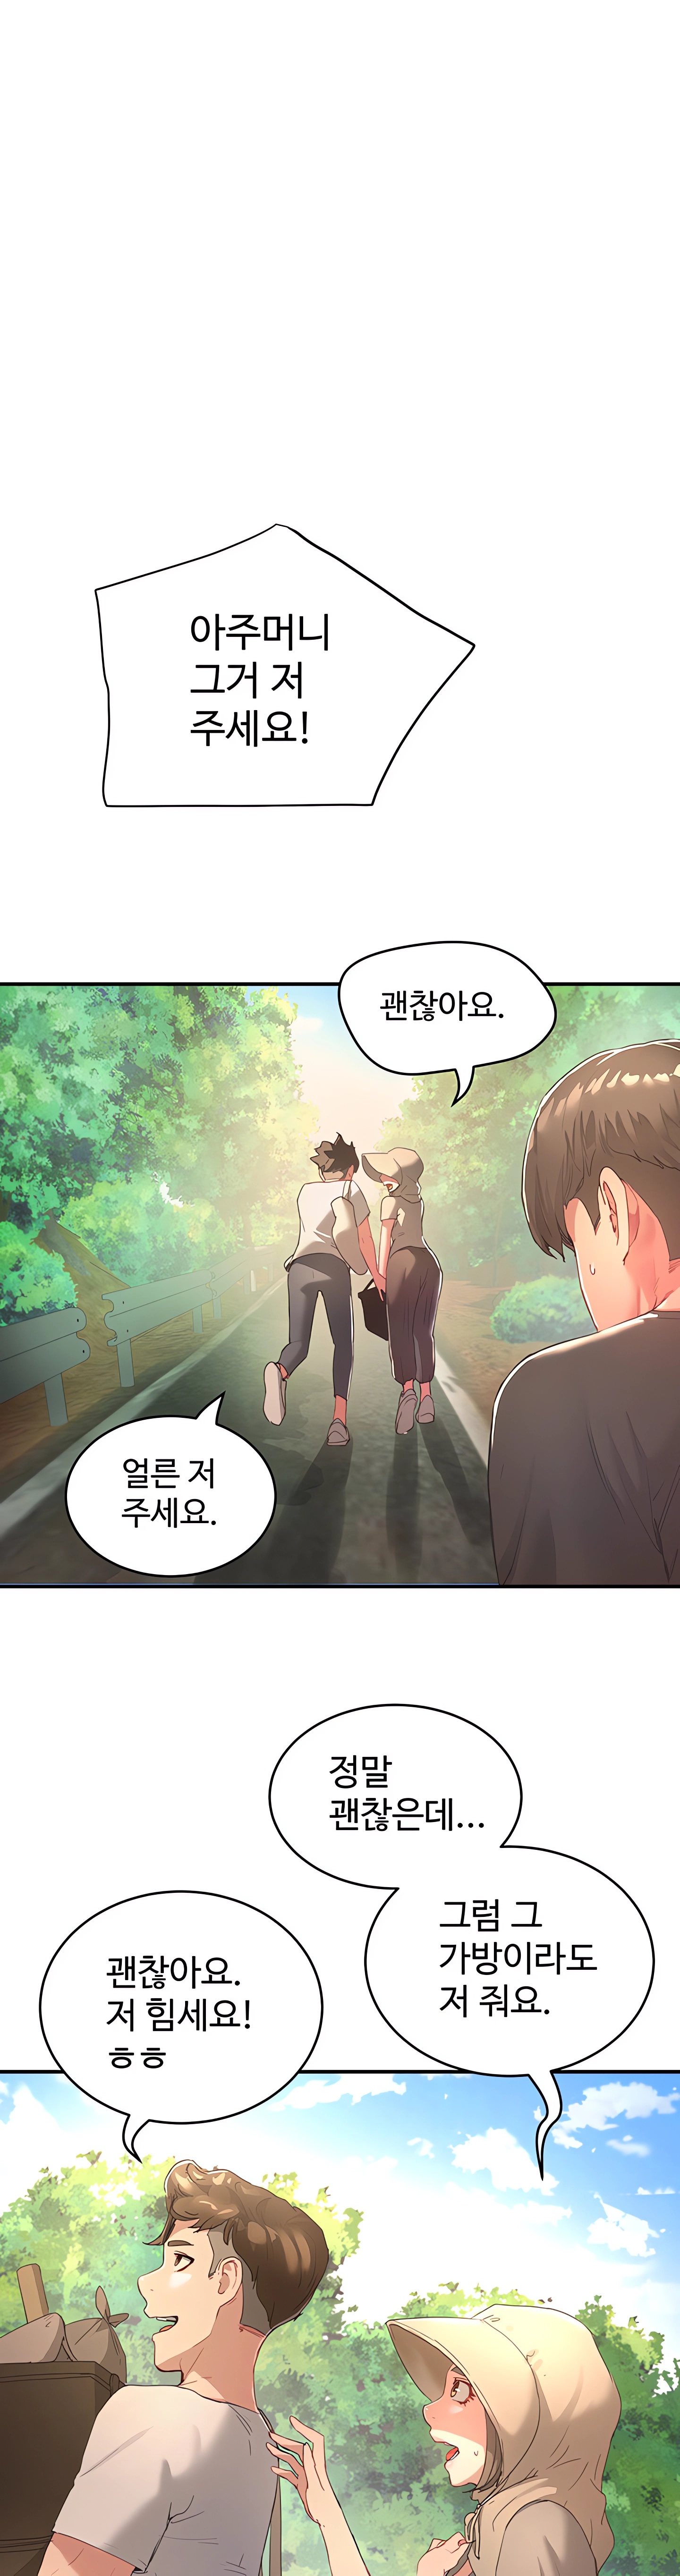 아주머니
그거 저
주세요!
괜찮아요.
얼른 저
주세요.
정말
괜찮은데...
그럼 그
가방이라도
저 줘요.
괜찮아요.
저 힘세요!
ㅎㅎ